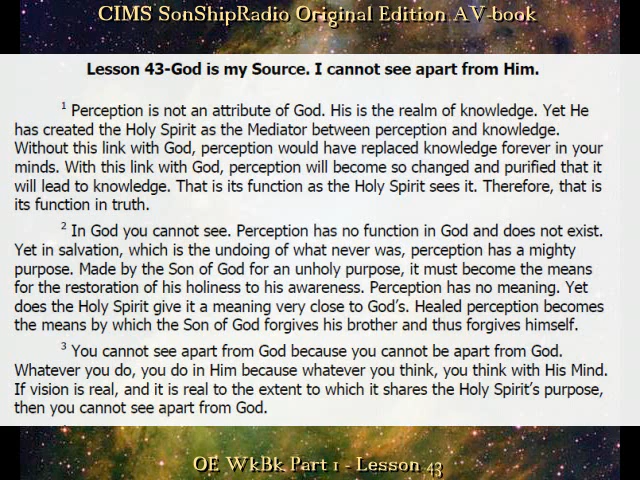 CIMS SonShipRadio Original Edition AV-book
Lesson 43-God is my Source. I cannot see apart from Him.
1 Perception is not an attribute of God. His is the realm of knowledge. Yet He
has created the Holy Spirit as the Mediator between perception and knowledge.
Without this link with God, perception would have replaced knowledge forever in your
minds. With this link with God, perception will become so changed and purified that it
will lead to knowledge. That is its function as the Holy Spirit sees it. Therefore, that is
its function in truth.
2 In God you cannot see. Perception has no function in God and does not exist.
Yet in salvation, which is the undoing of what never was, perception has a mighty
purpose. Made by the Son of God for an unholy purpose, it must become the means
for the restoration of his holiness to his awareness. Perception has no meaning. Yet
does the Holy Spirit give it a meaning very close to God's. Healed perception becomes
the means by which the Son of God forgives his brother and thus forgives himself.
3 You cannot see apart from God because you cannot be apart from God.
Whatever you do, you do in Him because whatever you think, you think with His Mind.
If vision is real, and it is real to the extent to which it shares the Holy Spirit's purpose,
then you cannot see apart from God.
OE WkBk Part 1 - Lesson 43